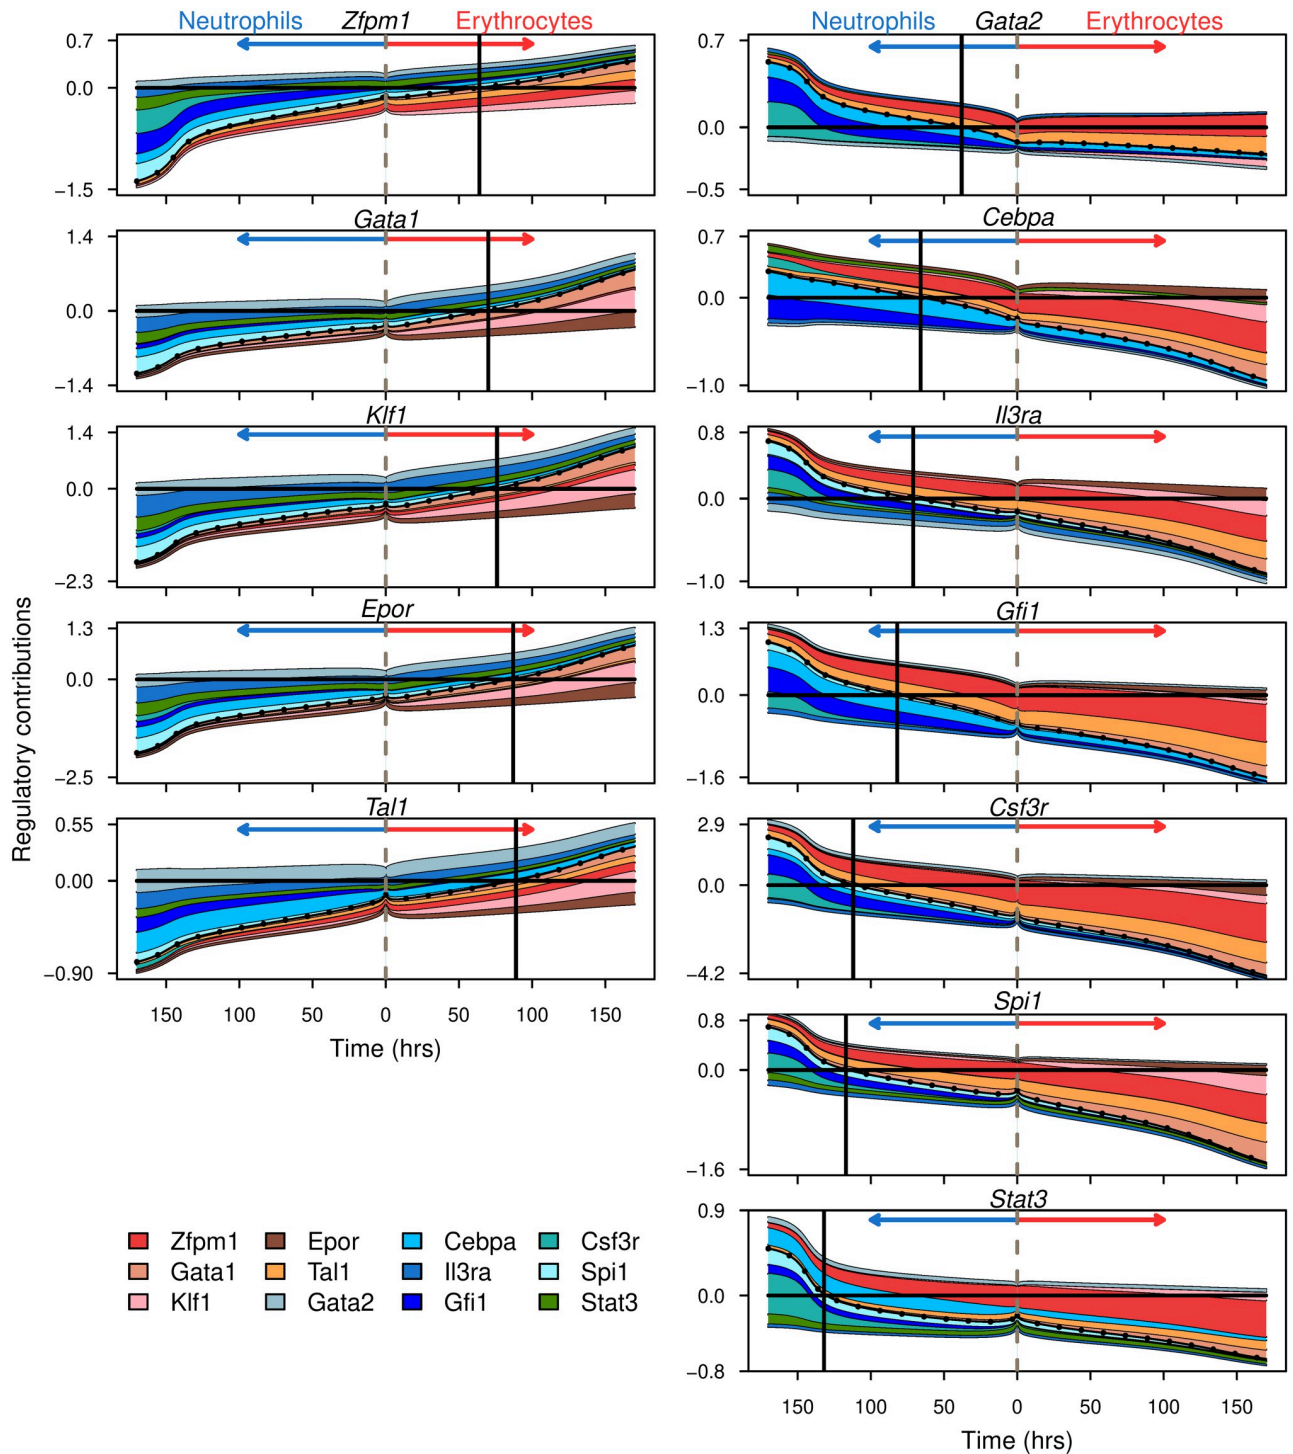 Neutrophils Zfpm1 Erythrocytes
0.7
0.0
−1.5
Gata1
1.4
0.0
−1.4
Klf1
1.4
0.0
−2.3
Epor
1.3
0.0
−2.5
Tal1
0.55
0.00
−0.90
150 100 50 0 50 100 150
Time (hrs)
Regulatory contributions
Neutrophils Gata2 Erythrocytes
0.7
0.0
−0.5
Cebpa
0.7
0.0
−1.0
Il3ra
0.8
0.0
−1.0
Gfi1
1.3
0.0
−1.6
Csf3r
2.9
0.0
−4.2
Spi1
0.8
0.0
−1.6
Stat3
0.9
0.0
−0.8
150 100 50 0 50 100 150
Time (hrs)
Zfpm1 Epor Cebpa Csf3r
Gata1 Tal1 Il3ra Spi1
Klf1 Gata2 Gfi1 Stat3